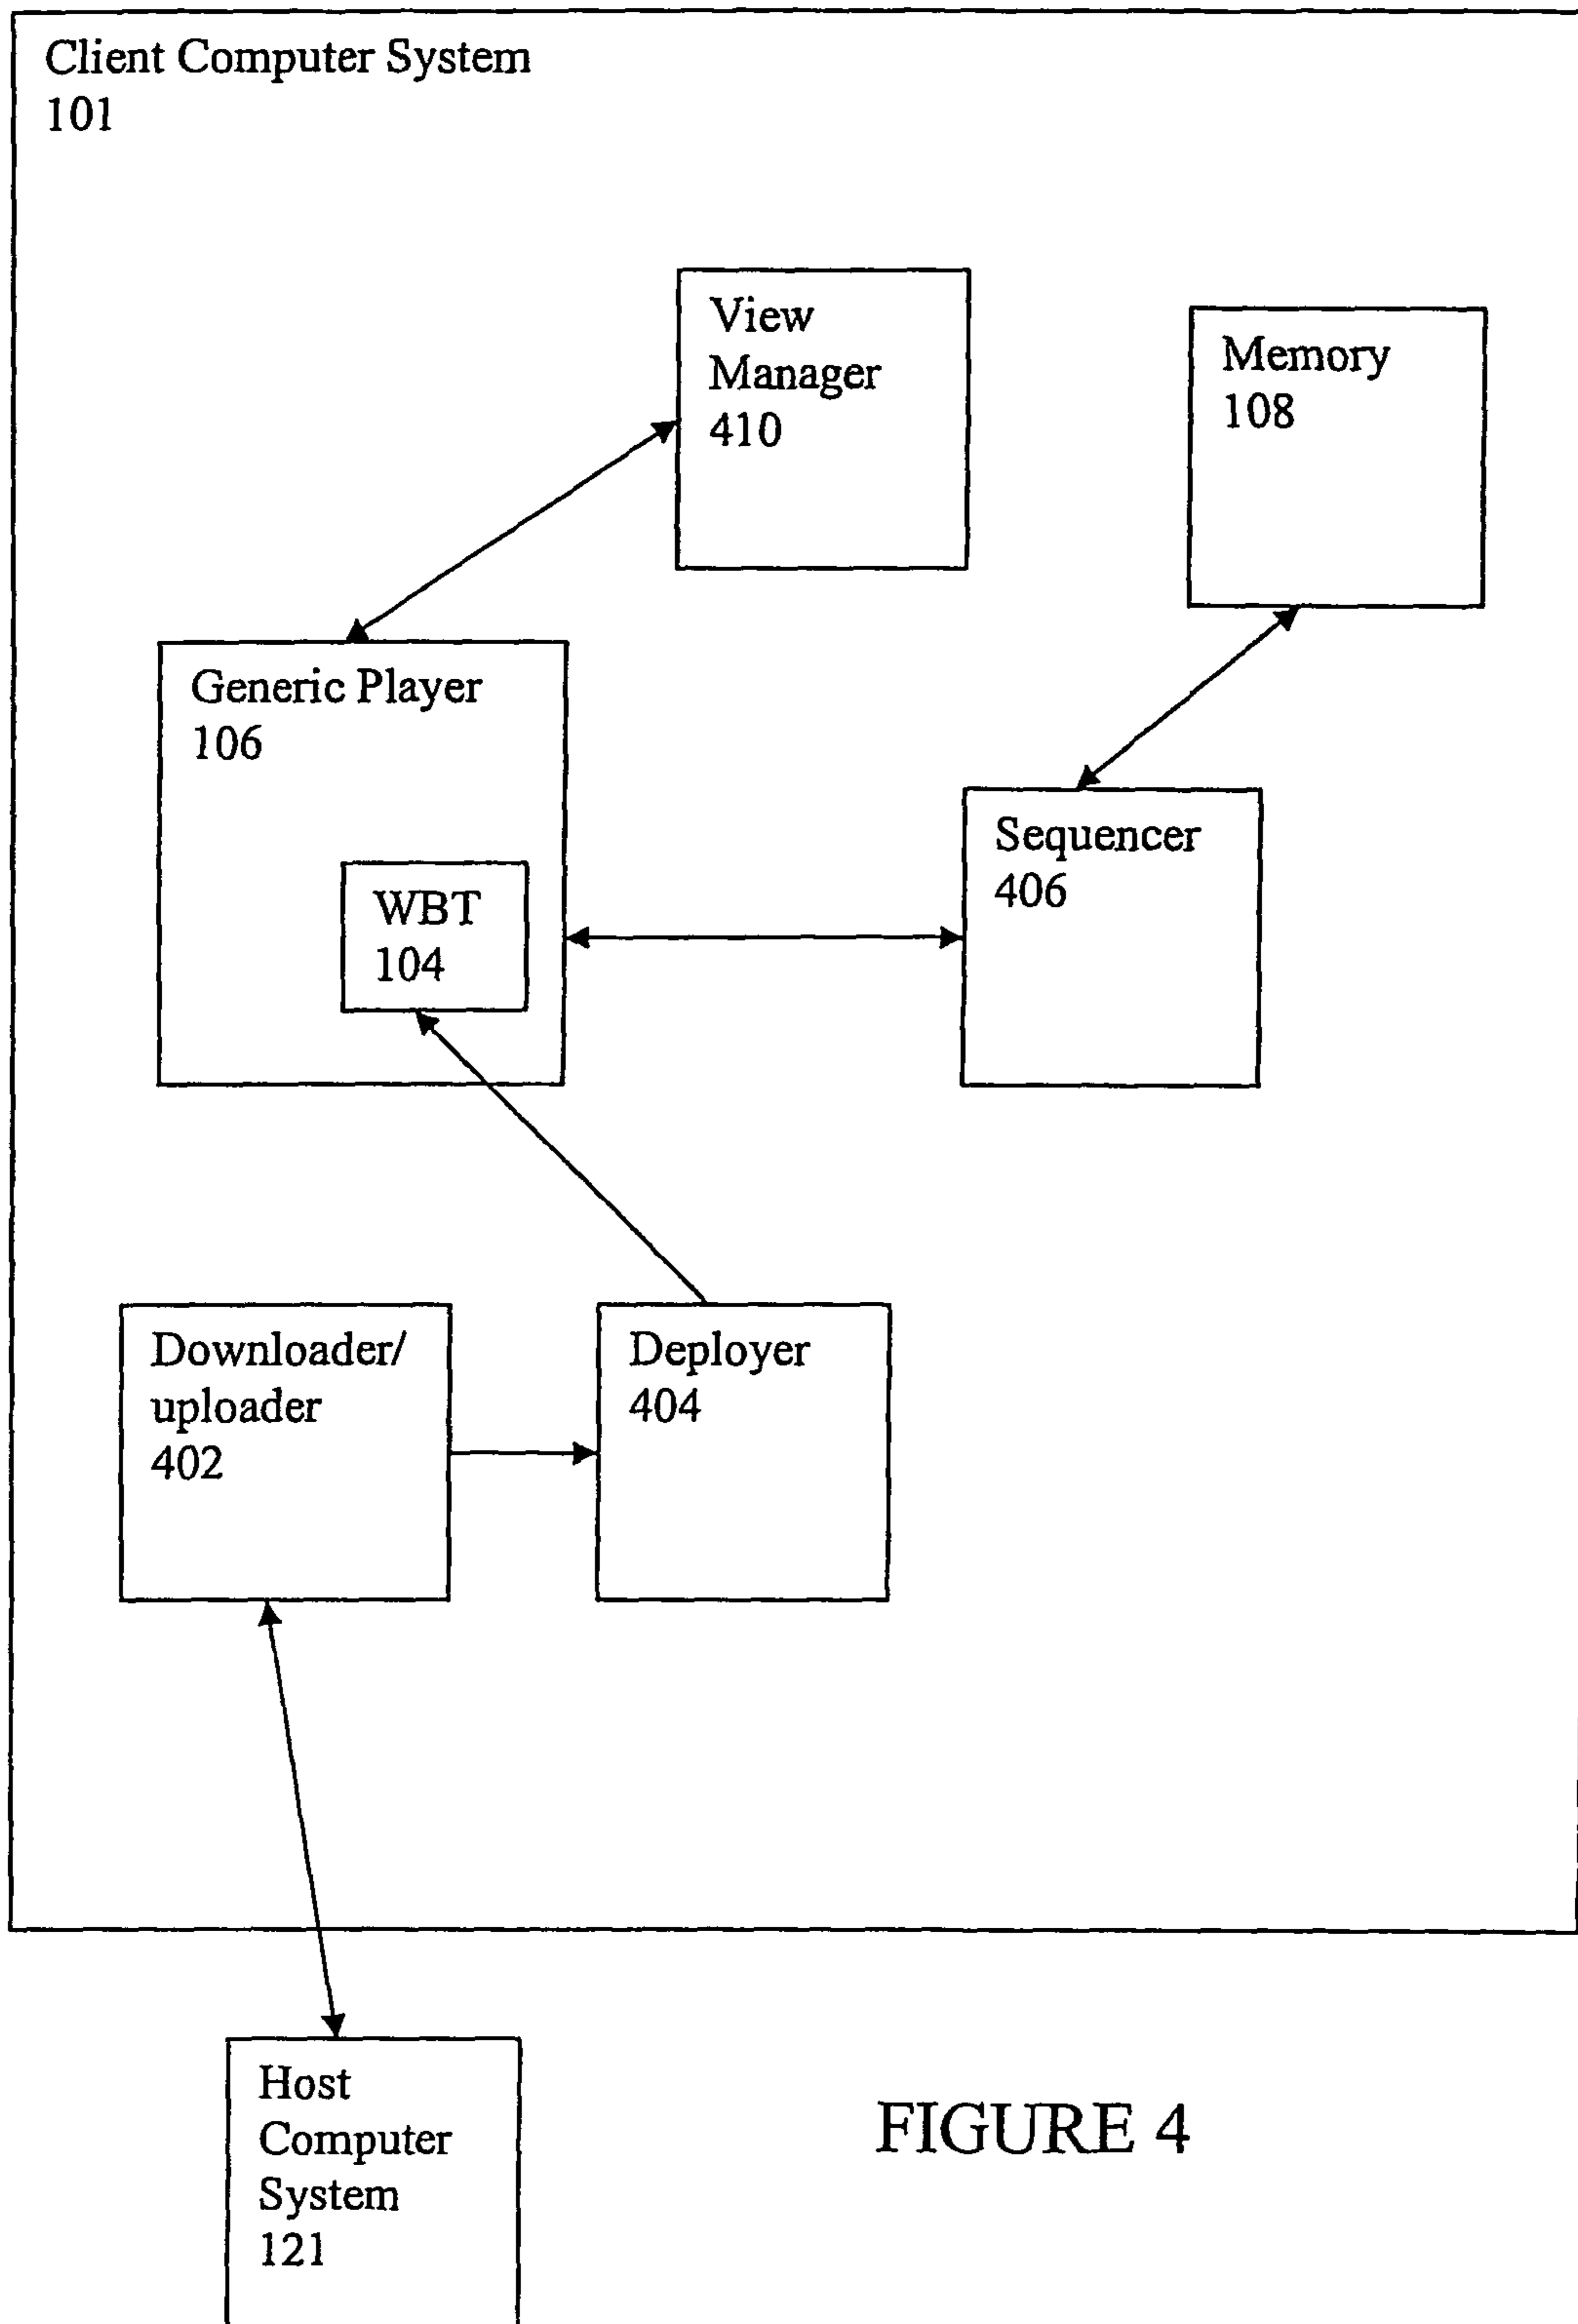 Client Computer System
101
View
Manager
410
Memory
108
Generic Player
106
Sequencer
406
WBT
104
Downloader/
uploader
402
Deployer
404
Host
Computer
System
121
FIGURE 4